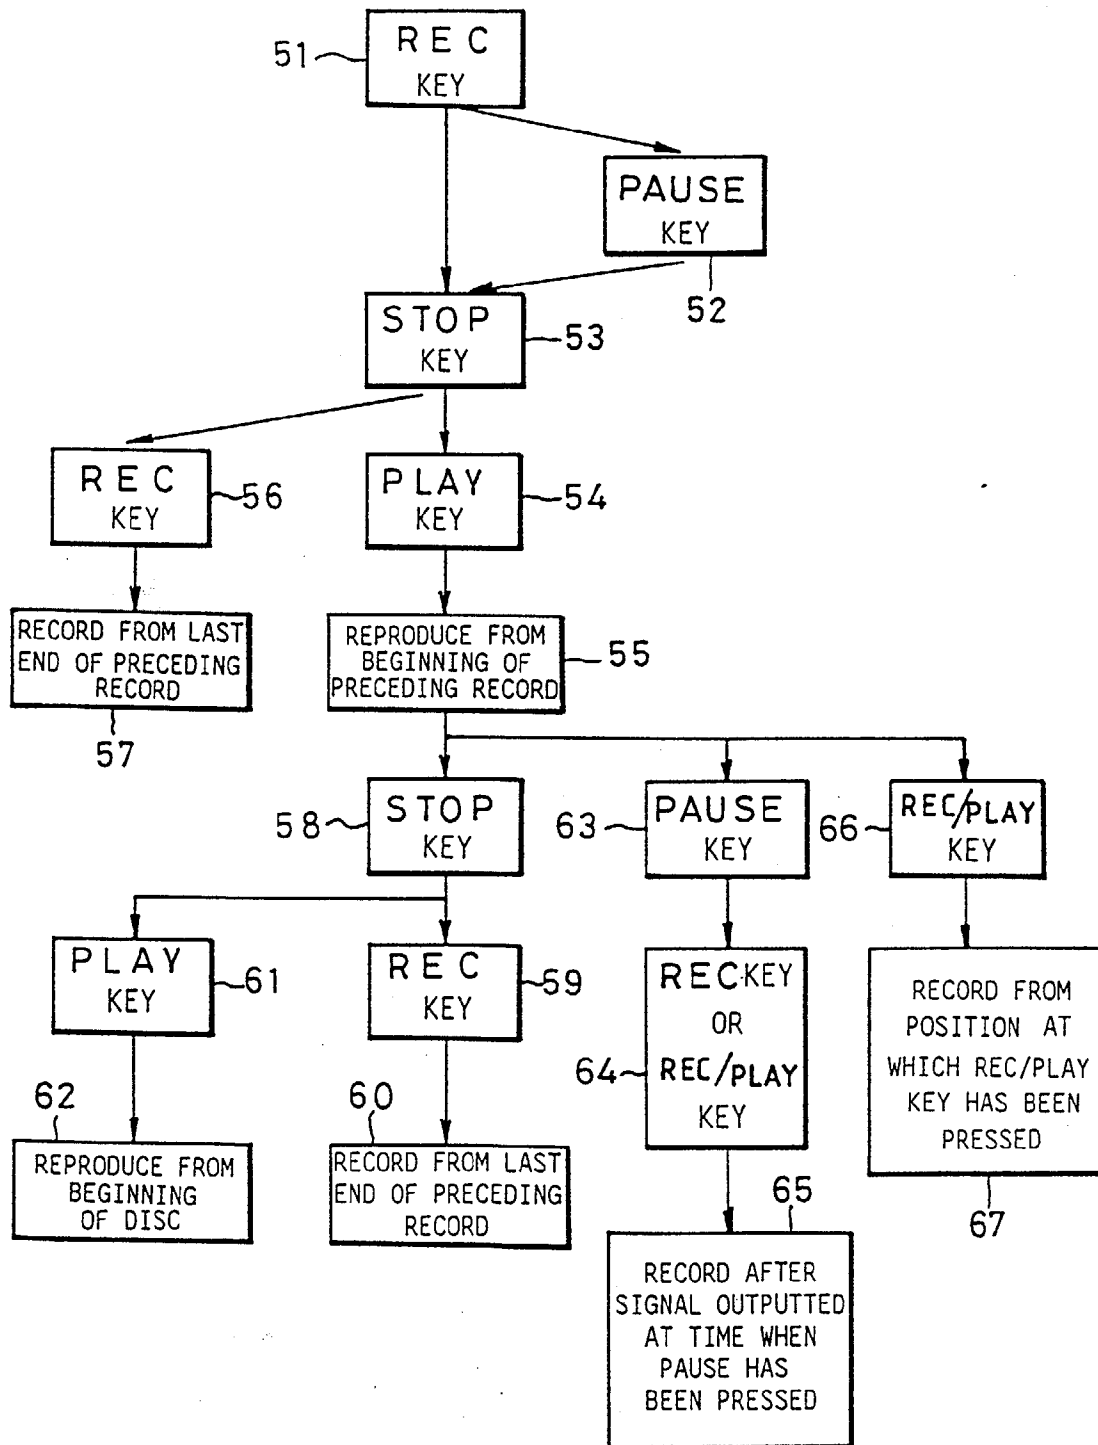 51
REC
KEY
PAUSE
KEY
52
STOP
KEY
53
REC
KEY
56
PLAY
KEY
54
RECORD FROM LAST
END OF PRECEDING
RECORD
57
REPRODUCE FROM
BEGINNING OF
PRECEDING RECORD
55
58
STOP
KEY
63
PAUSE
KEY
66
REC/PLAY
KEY
PLAY
KEY
61
REC
KEY
59
64
REC KEY
OR
REC/PLAY
KEY
RECORD FROM
POSITION AT
WHICH REC/PLAY
KEY HAS BEEN
PRESSED
67
62
REPRODUCE FROM
BEGINNING
OF DISC
60
RECORD FROM LAST
END OF PRECEDING
RECORD
65
RECORD AFTER
SIGNAL OUTPUTTED
AT TIME WHEN
PAUSE HAS
BEEN PRESSED